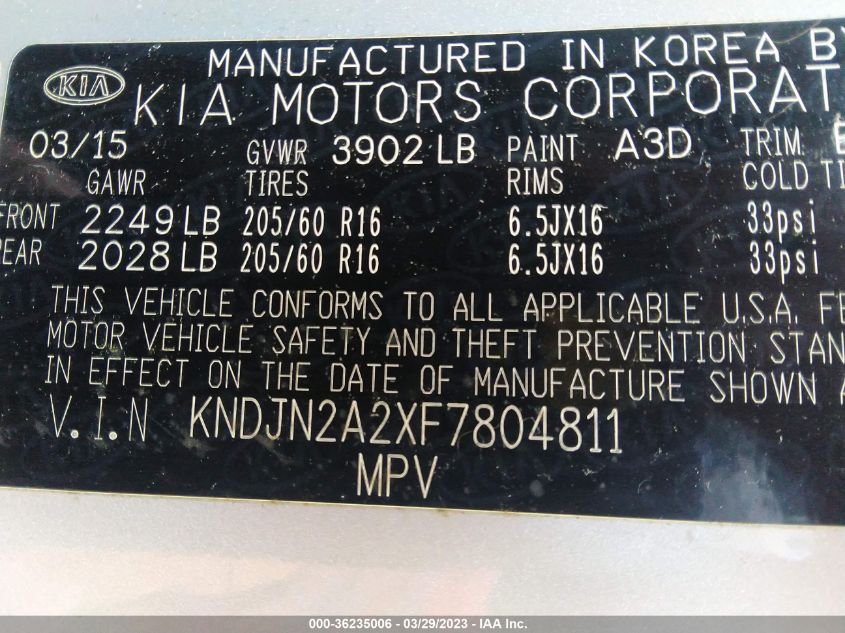 MANUFACTURED IN KOREA BY
KIA KIA MOTORS CORPORAT
03/15 GVWR 3902 LB PAINT A3D TRIM
GAWR TIRES RIMS COLD TI
FRONT 2249 LB 205/60 R16 6.5JX16 33psi
REAR 2028 LB 205/60 R16 6.5JX16 33psi
THIS VEHICLE CONFORMS TO ALL APPLICABLE U.S.A. FE
MOTOR VEHICLE SAFETY AND THEFT PREVENTION STAN
IN EFFECT ON THE DATE OF MANUFACTURE SHOWN A
V.I.N KNDJN2A2XF7804811
MPV
000-36235006 - 03/29/2023 - IAA Inc.